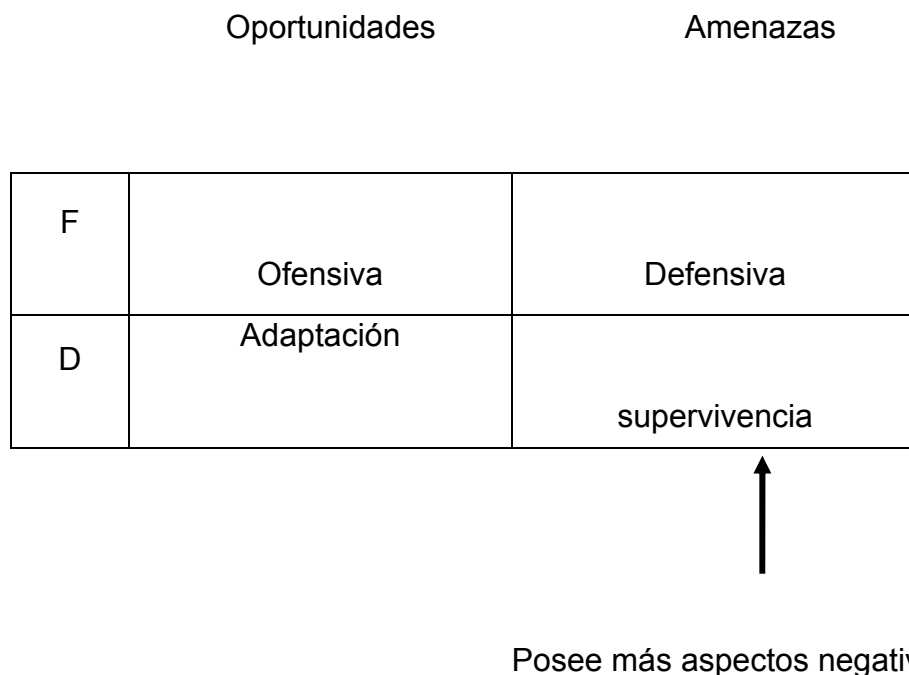 Oportunidades Amenazas
F
Ofensiva Defensiva
D Adaptación
supervivencia
Posee más aspectos